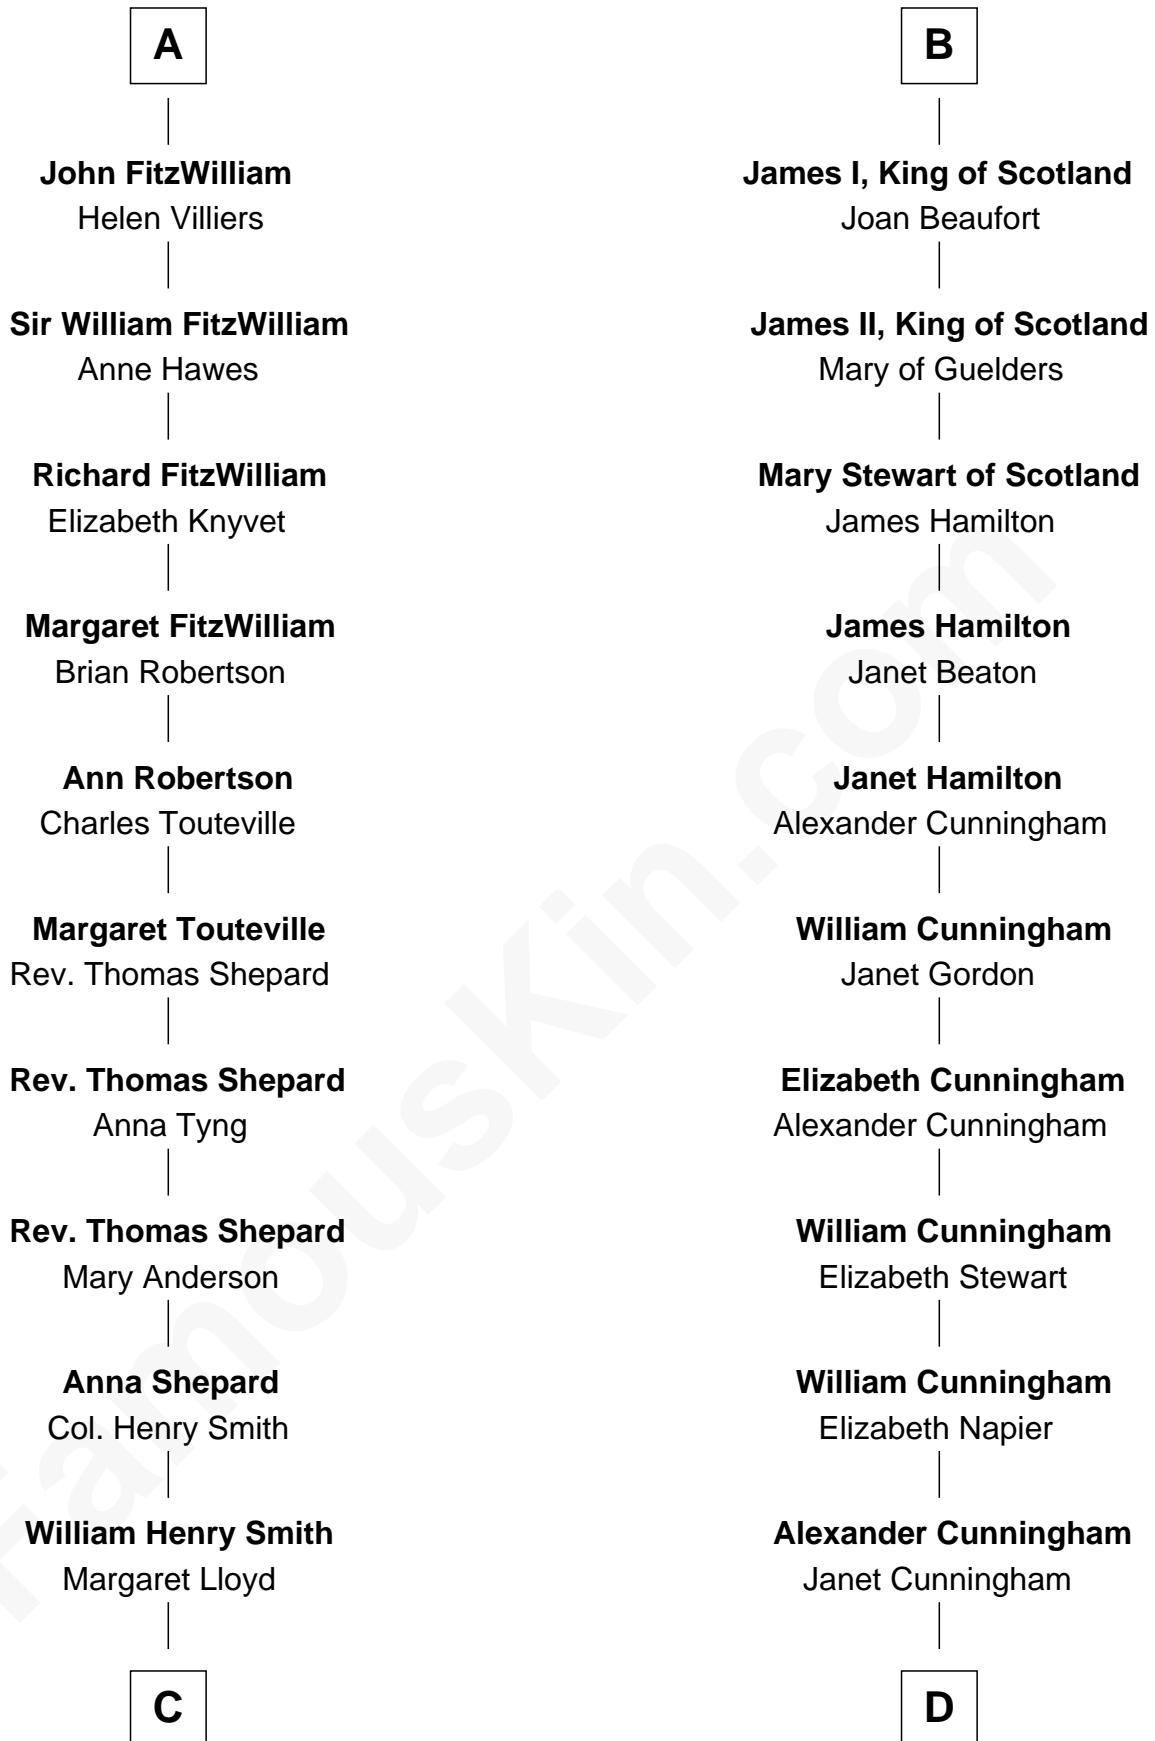 A
John FitzWilliam
Helen Villiers
Sir William FitzWilliam
Anne Hawes
Richard FitzWilliam
Elizabeth Knyvet
Margaret FitzWilliam
Brian Robertson
Ann Robertson
Charles Touteville
Margaret Touteville
Rev. Thomas Shepard
Rev. Thomas Shepard
Anna Tyng
Rev. Thomas Shepard
Mary Anderson
Anna Shepard
Col. Henry Smith
William Henry Smith
Margaret Lloyd
C
B
James I, King of Scotland
Joan Beaufort
James II, King of Scotland
Mary of Guelders
Mary Stewart of Scotland
James Hamilton
James Hamilton
Janet Beaton
Janet Hamilton
Alexander Cunningham
William Cunningham
Janet Gordon
Elizabeth Cunningham
Alexander Cunningham
William Cunningham
Elizabeth Stewart
William Cunningham
Elizabeth Napier
Alexander Cunningham
Janet Cunningham
D
FamousKin.com